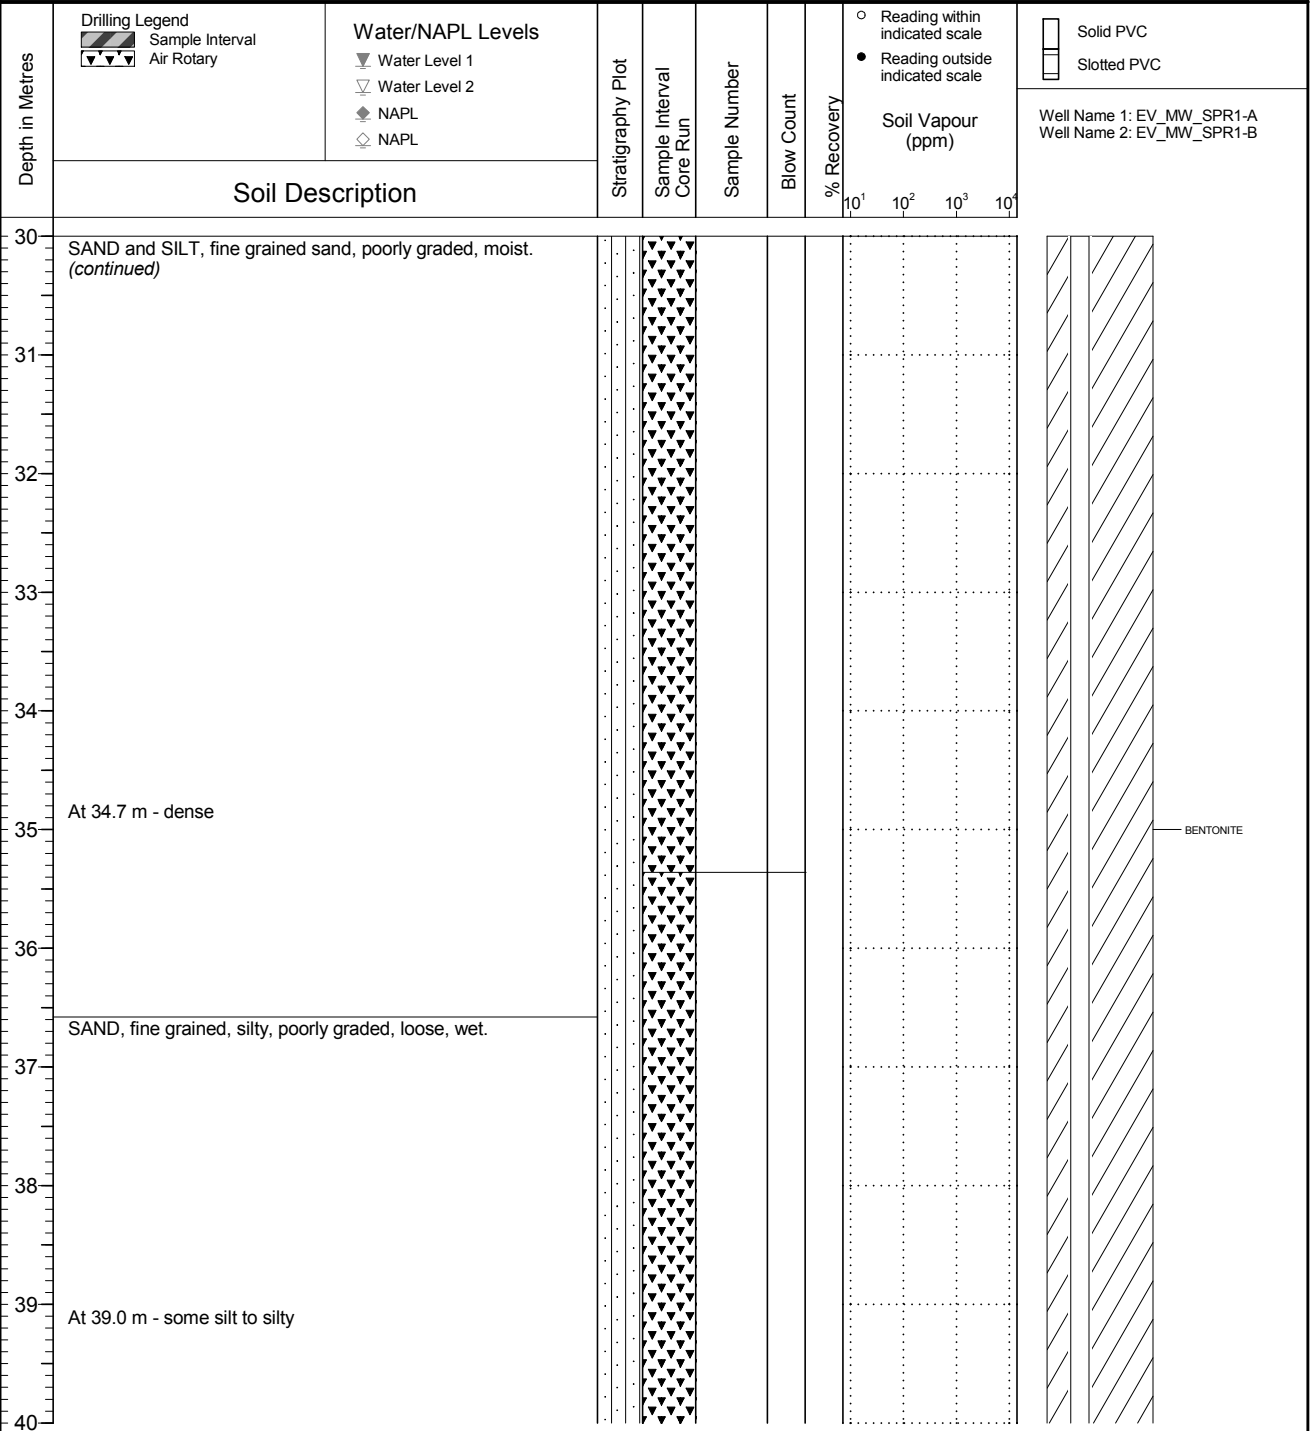 Depth in Metres
Drilling Legend
Sample Interval
Air Rotary
Water/NAPL Levels
Water Level 1
Water Level 2
NAPL
NAPL
Soil Description
Stratigraphy Plot
Sample Interval
Core Run
Sample Number
Blow Count
% Recovery
Reading within
indicated scale
Reading outside
indicated scale
Soil Vapour
(ppm)
10¹ 10² 10³ 10⁴
Solid PVC
Slotted PVC
Well Name 1: EV_MW_SPR1-A
Well Name 2: EV_MW_SPR1-B
30
SAND and SILT, fine grained sand, poorly graded, moist.
(continued)
31
32
33
34
At 34.7 m - dense
35
BENTONITE
36
SAND, fine grained, silty, poorly graded, loose, wet.
37
38
39
At 39.0 m - some silt to silty
40